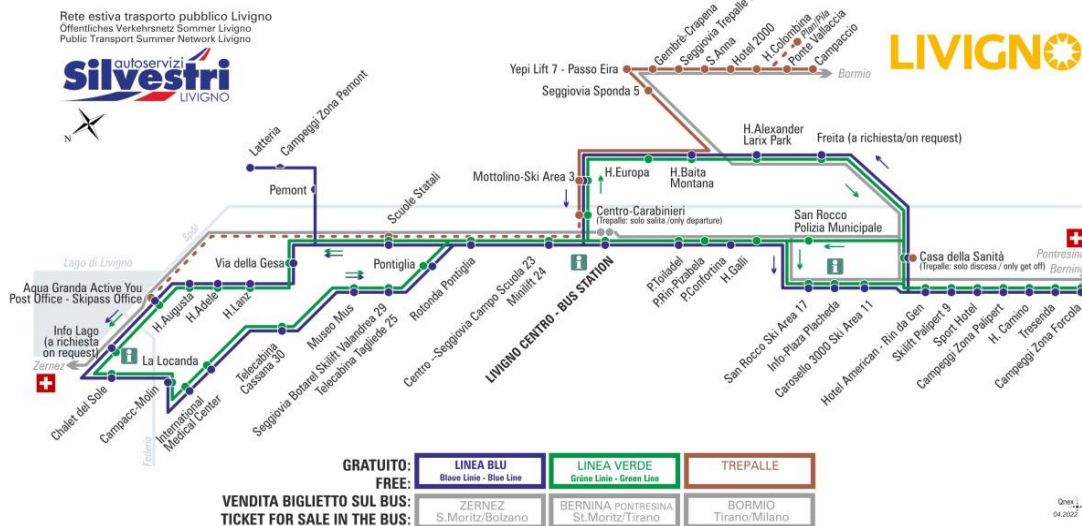 Rete estiva trasporto pubblico Livigno
Öffentliches Verkehrsnetz Sommer Livigno
Public Transport Summer Network Livigno
autoservizi
Silvestri
LIVIGNO
LIVIGNO
N
Gembrè-Crapena
Seggiovia Trepalle
S.Anna
Hotel 2000
H.Colombina
Plan/Pila
Ponte Vallaccia
Campaccio
Yepi Lift 7 - Passo Eira
Bormio
Seggiovia Sponda 5
Latteria
Campeggi Zona Pemont
Pemont
Scuole Statali
Mottolino-Ski Area 3
H.Europa
H.Baita
Montana
H.Alexander
Larix Park
Freita (a richiesta/on request)
Centro-Carabinieri
(Trepalle: solo salita /only departure)
San Rocco
Polizia Municipale
Casa della Sanità
(Trepalle: solo discesa / only get off)
Pontresina
Bernina
Spöl
Lago di Livigno
Via della Gesa
Pontiglia
Aqua Granda Active You
Post Office - Skipass Office
Info Lago
(a richiesta
on request)
Zernez
H.Augusta
H.Adele
H.Lanz
La Locanda
Chalet del Sole
Campacc-Molin
Federia
International
Medical Center
Telecabina
Cassana 30
Museo Mus
Seggiovia Botarel Skilift Valandrea 29
Telecabina Tagliede 25
Rotonda Pontiglia
Centro --Seggiovia Campo Scuola 23
Minilift 24
LIVIGNO CENTRO - BUS STATION
P.Toiladel
P.Rin-Pizabela
P.Confortina
H.Galli
San Rocco Ski Area 17
Info-Plaza Placheda
Carosello 3000 Ski Area 11
Hotel American - Rin da Gen
Skilift Palipert 9
Sport Hotel
Campeggi Zona Palipert
H. Camino
Tresenda
Campeggi Zona Forcola
GRATUITO:
FREE:
LINEA BLU
Blaue Linie - Blue Line
LINEA VERDE
Grüne Linie - Green Line
TREPALLE
VENDITA BIGLIETTO SUL BUS:
TICKET FOR SALE IN THE BUS:
ZERNEZ
S.Moritz/Bolzano
BERNINA PONTRESINA
St.Moritz/Tirano
BORMIO
Tirano/Milano
Qnex
04.2022